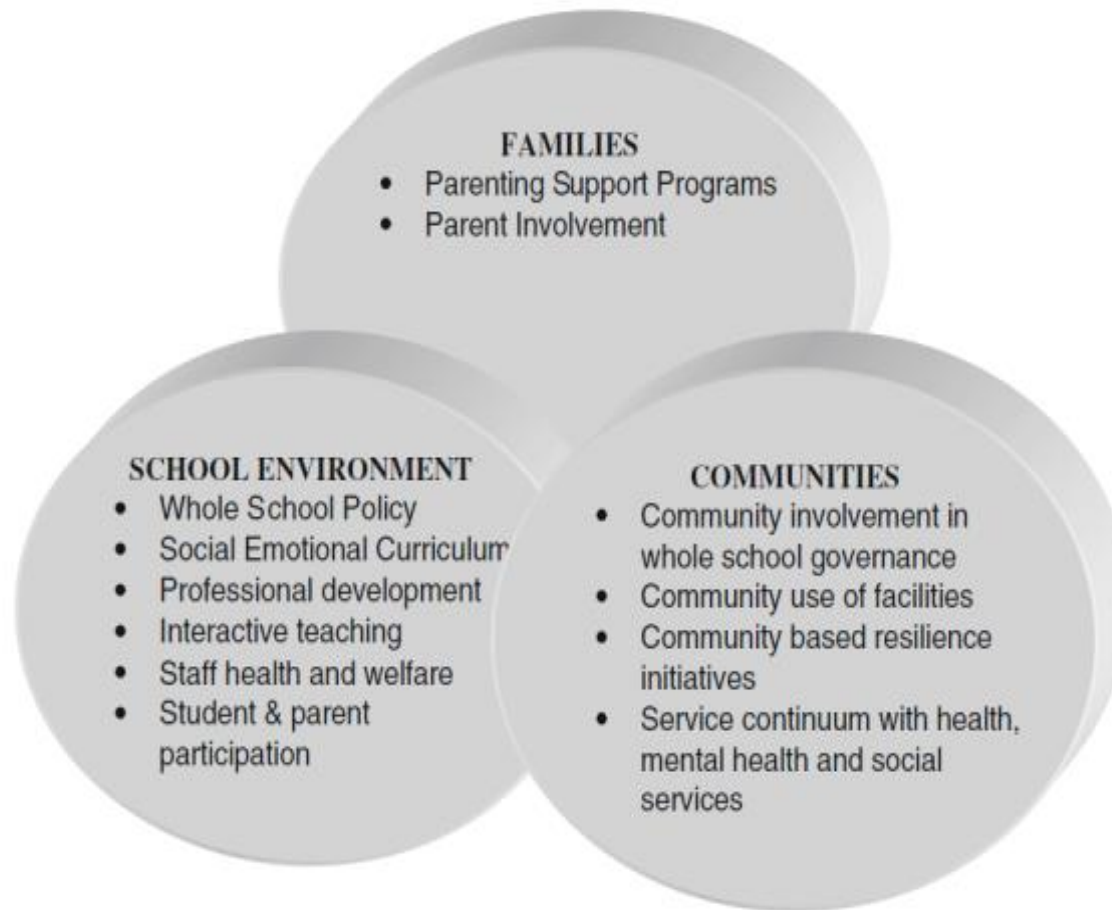 FAMILIES
• Parenting Support Programs
• Parent Involvement
SCHOOL ENVIRONMENT
• Whole School Policy
• Social Emotional Curriculum
• Professional development
• Interactive teaching
• Staff health and welfare
• Student & parent
participation
COMMUNITIES
• Community involvement in
whole school governance
• Community use of facilities
• Community based resilience
initiatives
• Service continuum with health,
mental health and social
services